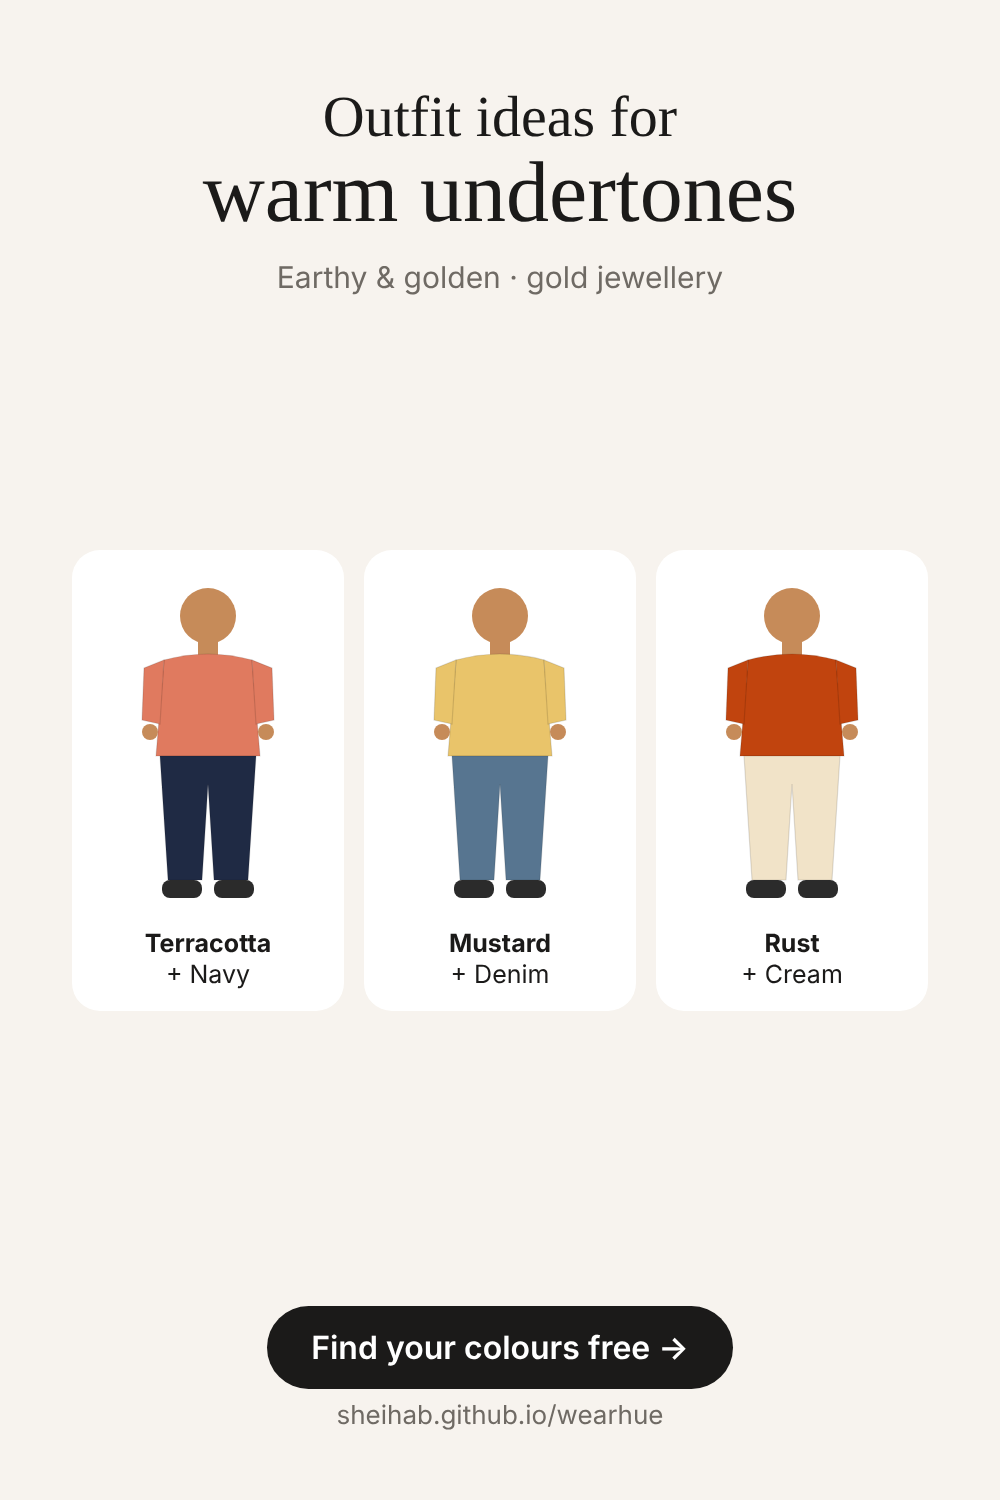 Outfit ideas for
warm undertones
Earthy & golden · gold jewellery
Terracotta
+ Navy
Mustard
+ Denim
Rust
+ Cream
Find your colours free →
sheihab.github.io/wearhue